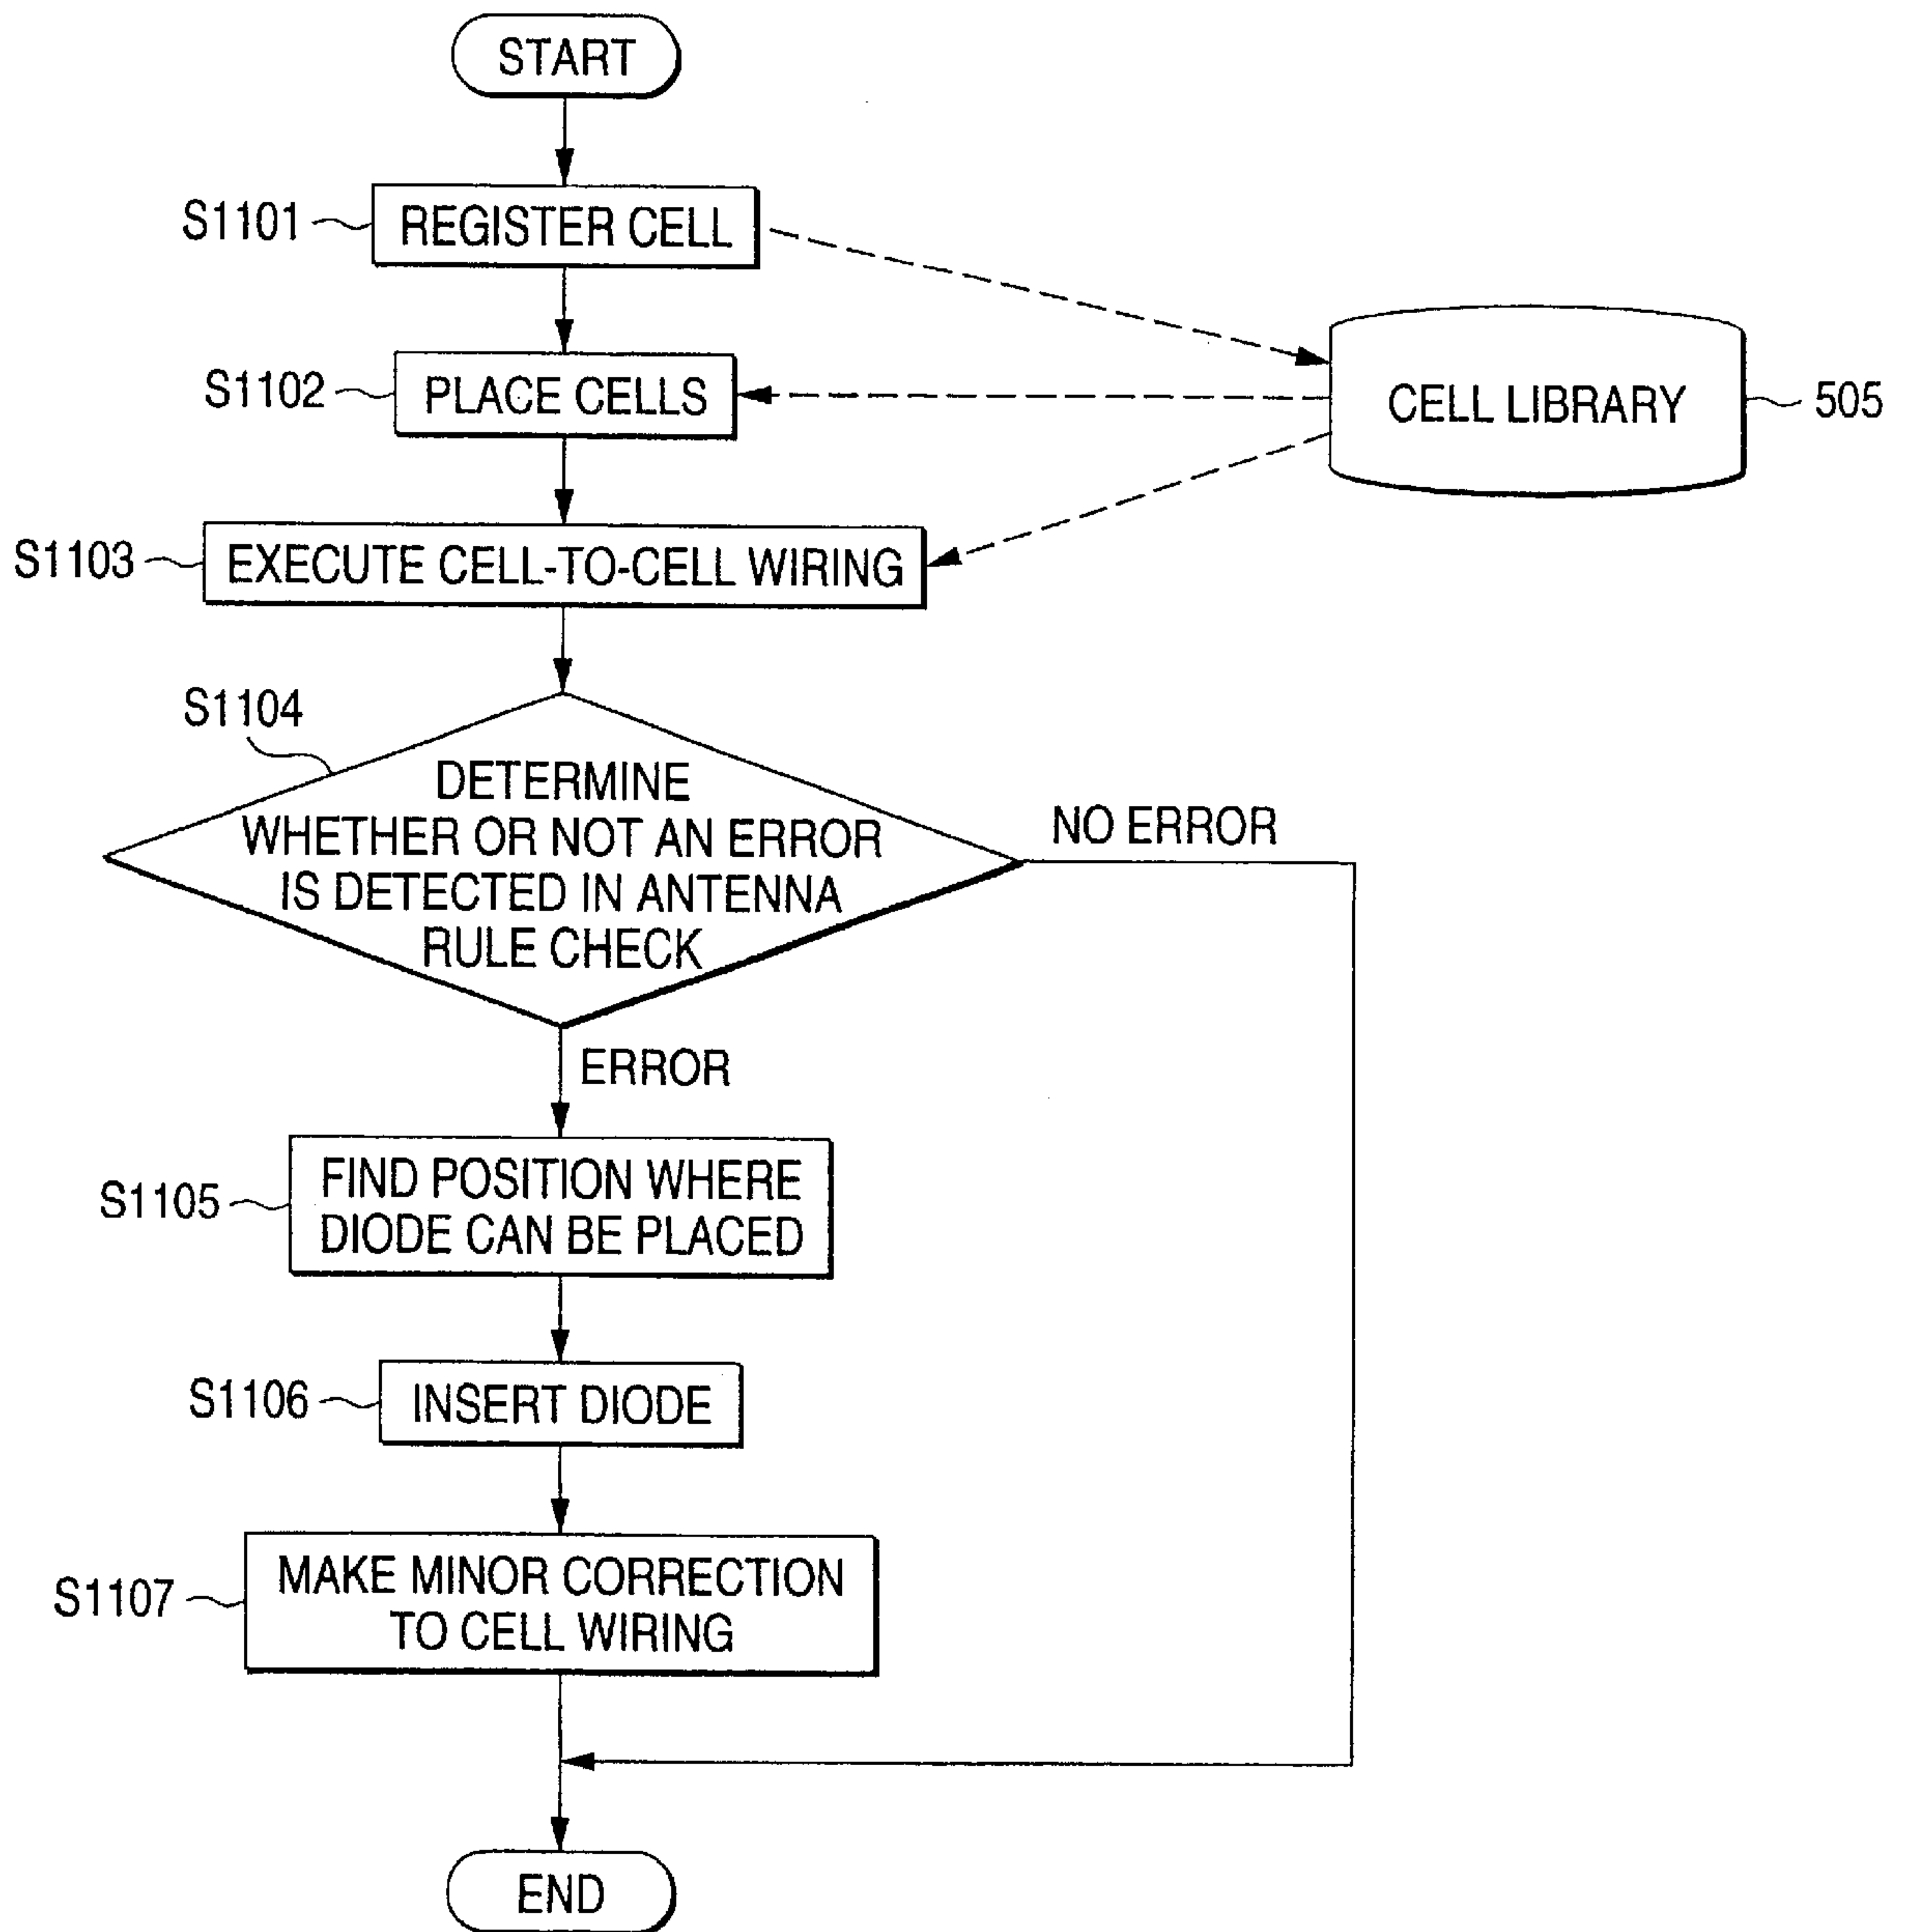 START
S1101
REGISTER CELL
S1102
PLACE CELLS
CELL LIBRARY
505
S1103
EXECUTE CELL-TO-CELL WIRING
S1104
DETERMINE
WHETHER OR NOT AN ERROR
IS DETECTED IN ANTENNA
RULE CHECK
NO ERROR
ERROR
S1105
FIND POSITION WHERE
DIODE CAN BE PLACED
S1106
INSERT DIODE
S1107
MAKE MINOR CORRECTION
TO CELL WIRING
END